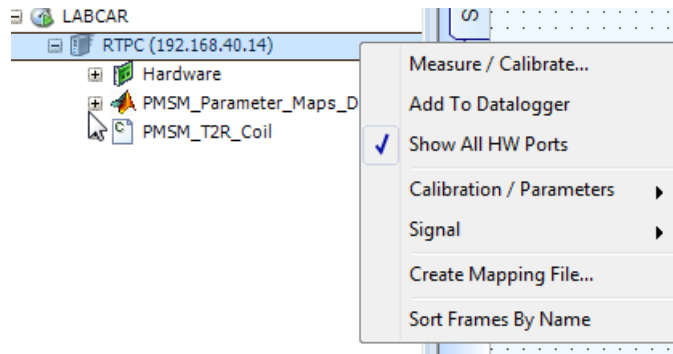 LABCAR
RTPC (192.168.40.14)
Hardware
PMSM_Parameter_Maps_D
PMSM_T2R_Coil
S
Measure / Calibrate...
Add To Datalogger
Show All HW Ports
Calibration / Parameters
Signal
Create Mapping File...
Sort Frames By Name